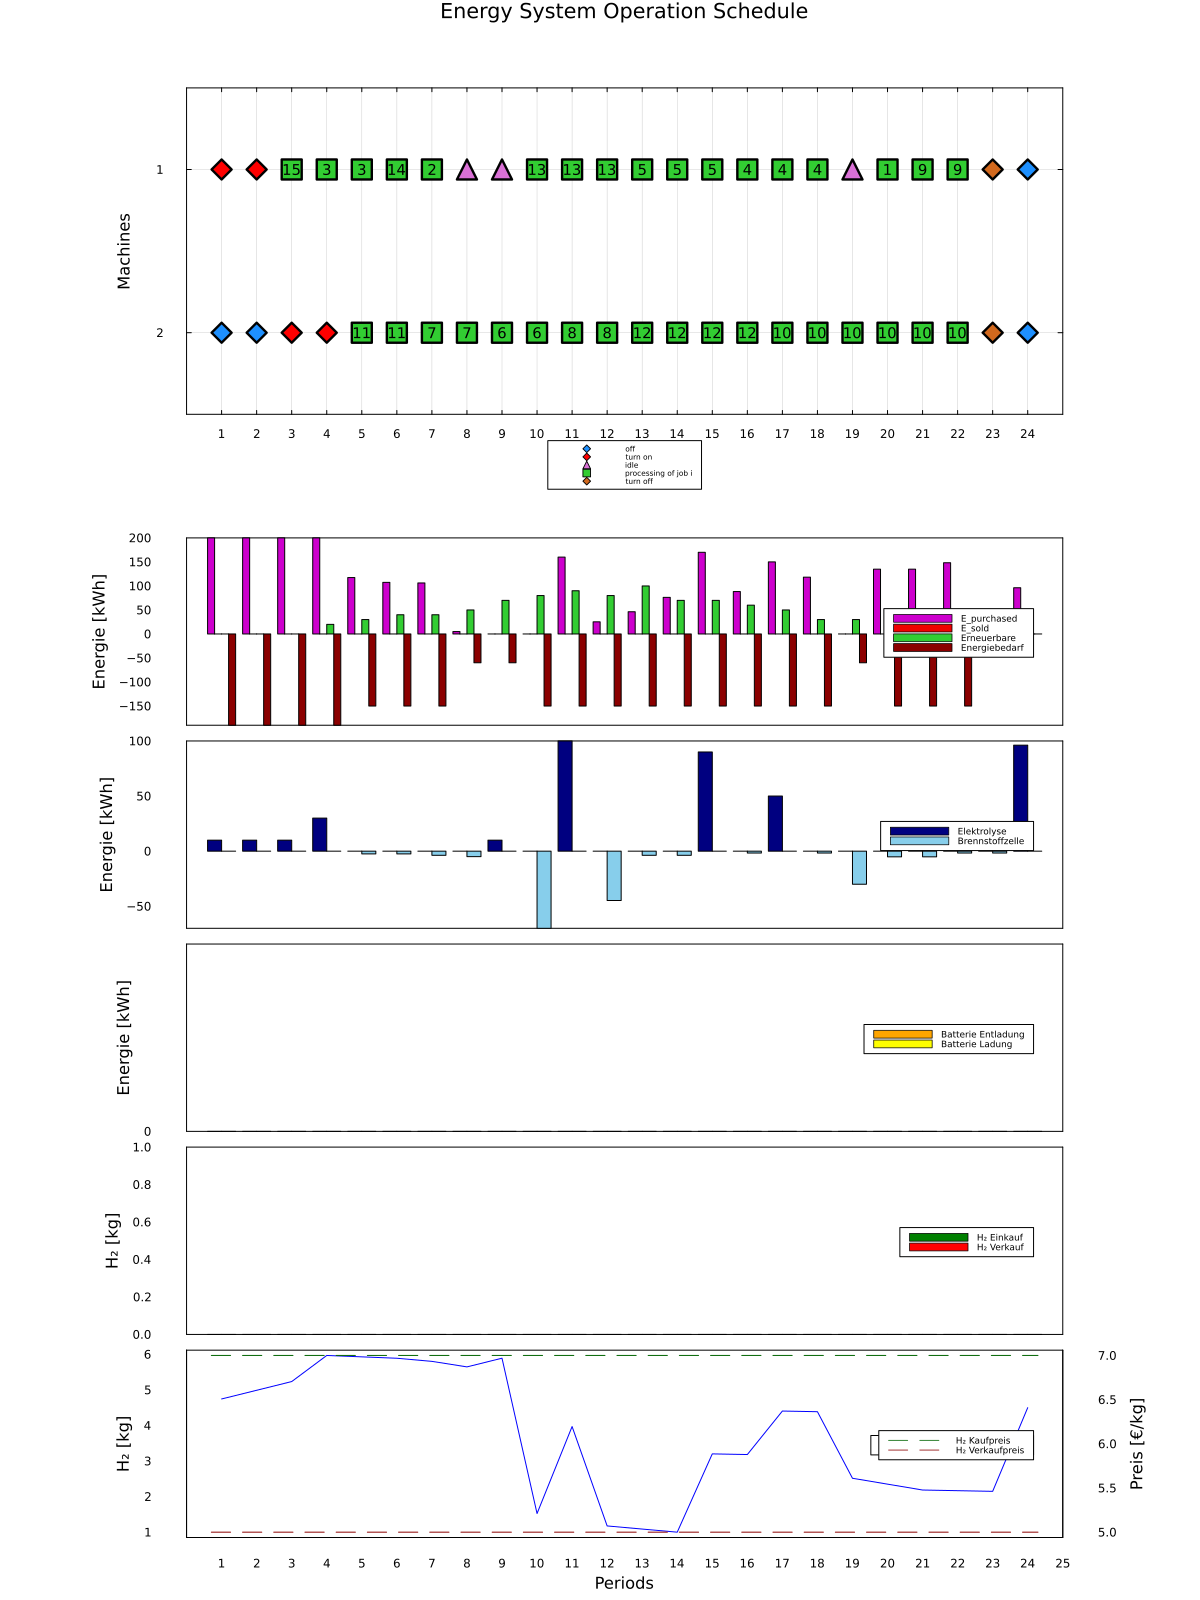 Energy System Operation Schedule
Machines
1
15 3 3 14 2 13 13 13 5 5 5 4 4 4 1 9 9
2
11 11 7 7 6 6 8 8 12 12 12 12 10 10 10 10 10 10
1 2 3 4 5 6 7 8 9 10 11 12 13 14 15 16 17 18 19 20 21 22 23 24
off
turn on
idle
processing of job i
turn off
Energie [kWh]
200
150
100
50
0
−50
−100
−150
E_purchased
E_sold
Erneuerbare
Energiebedarf
Energie [kWh]
100
50
0
−50
Elektrolyse
Brennstoffzelle
Energie [kWh]
0
Batterie Entladung
Batterie Ladung
H₂ [kg]
1.0
0.8
0.6
0.4
0.2
0.0
H₂ Einkauf
H₂ Verkauf
H₂ [kg]
6
5
4
3
2
1
H₂ Kaufpreis
H₂ Verkaufpreis
7.0
6.5
6.0
5.5
5.0
Preis [€/kg]
1 2 3 4 5 6 7 8 9 10 11 12 13 14 15 16 17 18 19 20 21 22 23 24 25
Periods